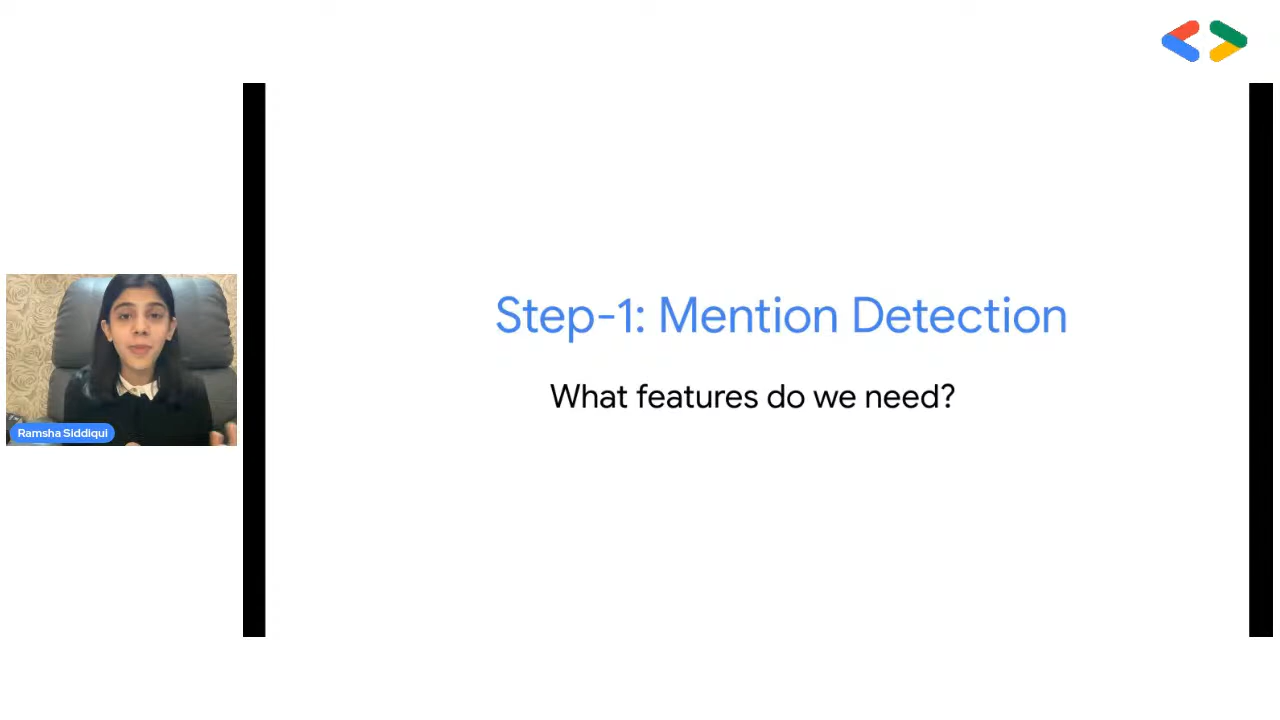 Step-1: Mention Detection
What features do we need?
Ramsha Siddiqui